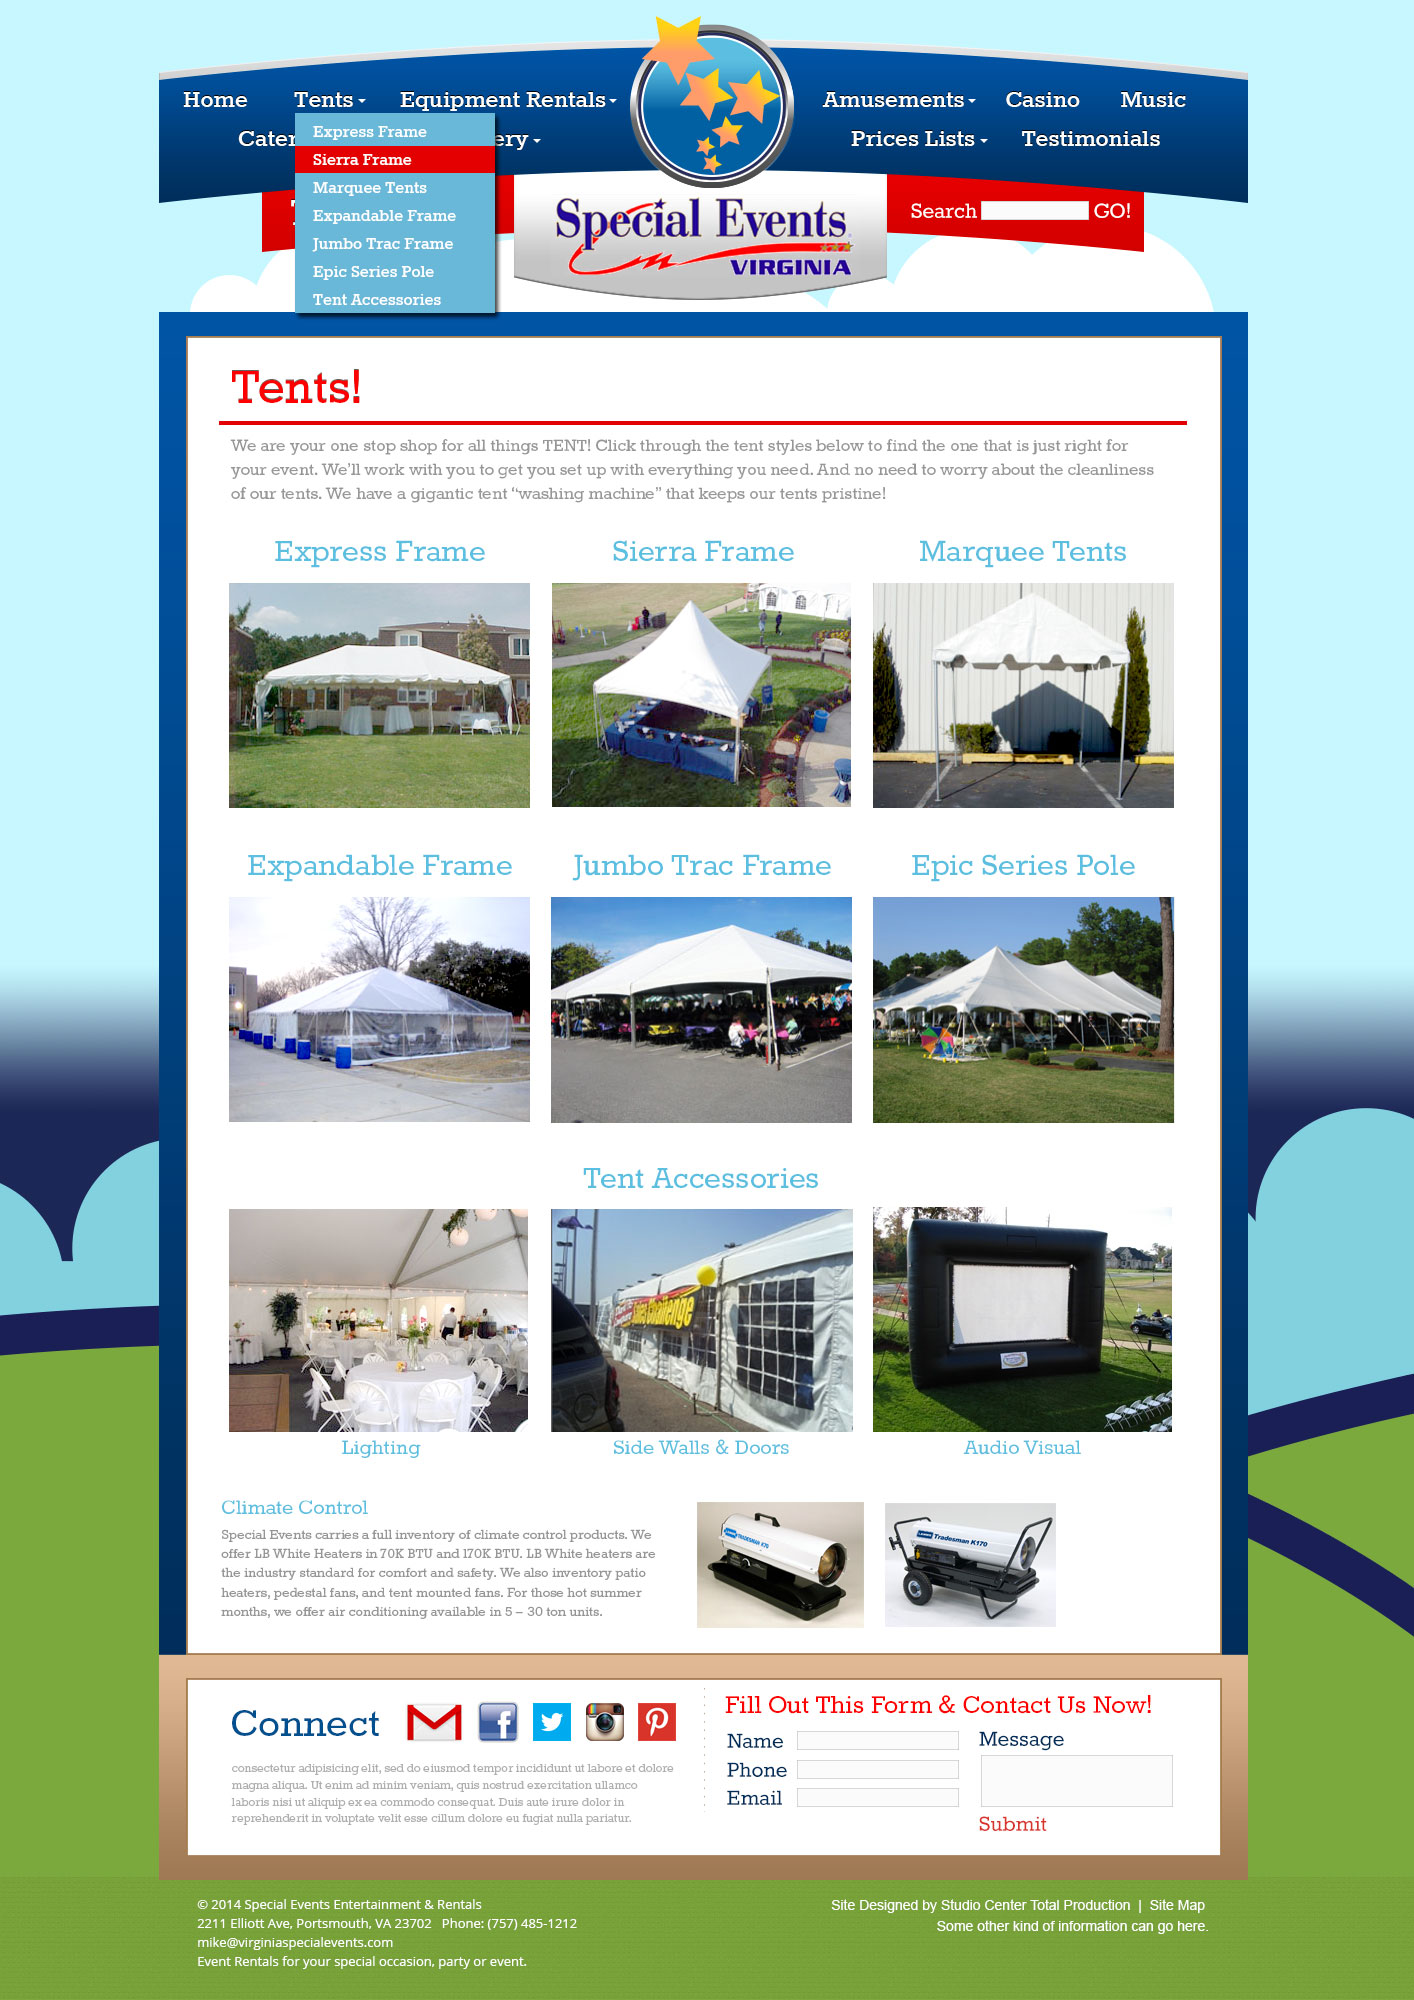 Home
Tents
Equipment Rentals
Amusements
Casino
Music
Prices Lists
Testimonials
Express Frame
Sierra Frame
Marquee Tents
Expandable Frame
Jumbo Trac Frame
Epic Series Pole
Tent Accessories
Special Events
VIRGINIA
Search
GO!
Tents!
We are your one stop shop for all things TENT! Click through the tent styles below to find the one that is just right for
your event. We'll work with you to get you set up with everything you need. And no need to worry about the cleanliness
of our tents. We have a gigantic tent “washing machine” that keeps our tents pristine!
Express Frame
Sierra Frame
Marquee Tents
Expandable Frame
Jumbo Trac Frame
Epic Series Pole
Tent Accessories
Challenge
Lighting
Side Walls & Doors
Audio Visual
Climate Control
Special Events carries a full inventory of climate control products. We
offer LB White Heaters in 70K BTU and 170K BTU. LB White heaters are
the industry standard for comfort and safety. We also inventory patio
heaters, pedestal fans, and tent mounted fans. For those hot summer
months, we offer air conditioning available in 5 – 30 ton units.
TRADESMAN K70
Tradesman K170
Connect
consectetur adipisicing elit, sed do eiusmod tempor incididunt ut labore et dolore
magna aliqua. Ut enim ad minim veniam, quis nostrud exercitation ullamco
laboris nisi ut aliquip ex ea commodo consequat. Duis aute irure dolor in
reprehenderit in voluptate velit esse cillum dolore eu fugiat nulla pariatur.
Fill Out This Form & Contact Us Now!
Name
Phone
Email
Message
Submit
© 2014 Special Events Entertainment & Rentals
2211 Elliott Ave, Portsmouth, VA 23702 Phone: (757) 485-1212
mike@virginiaspecialevents.com
Event Rentals for your special occasion, party or event.
Site Designed by Studio Center Total Production | Site Map
Some other kind of information can go here.